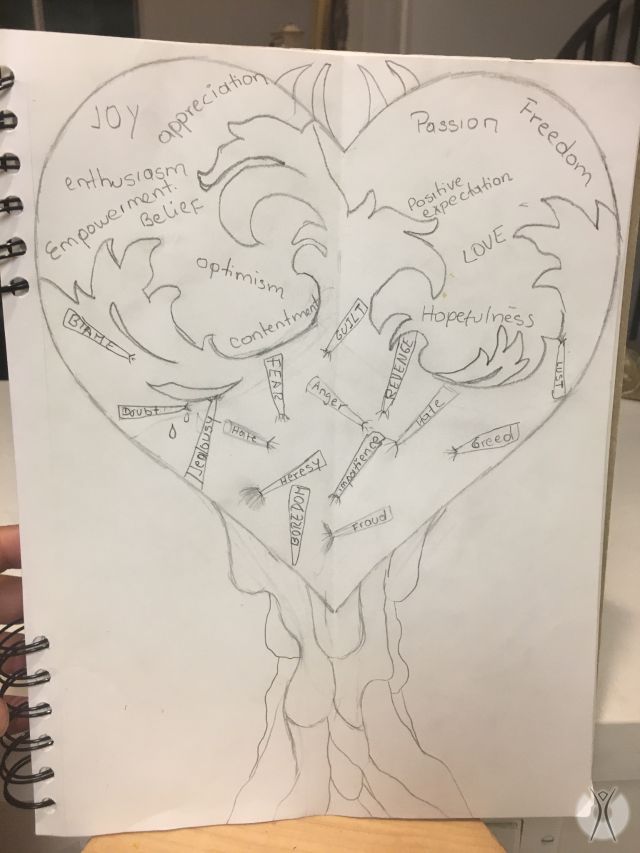 JOY
appreciation
enthusiasm
Empowerment.
Belief
optimism
contentment
Passion
Freedom
Positive
expectation
LOVE
Hopefulness
BLAME
Doubt
Jealousy
Hate
FEAR
GUILT
Anger
REVENGE
Hate
LUST
Greed
impatience
HERESY
BOREDOM
Fraud